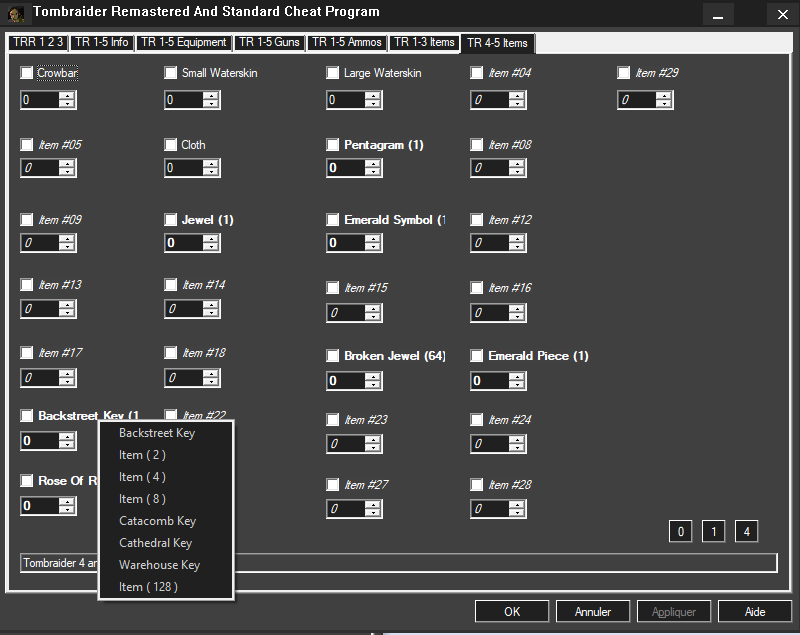 Tombraider Remastered And Standard Cheat Program
TRR 1 2 3 TR 1-5 Info TR 1-5 Equipment TR 1-5 Guns TR 1-5 Ammos TR 1-3 Items TR 4-5 Items
Crowbar Small Waterskin Large Waterskin Item #04 Item #29
0 0 0 0 0
Item #05 Cloth Pentagram (1) Item #08
0 0 0 0
Item #09 Jewel (1) Emerald Symbol (1
0 0 0 0
Item #12
Item #13 Item #14 Item #15 Item #16
0 0 0 0
Item #17 Item #18 Broken Jewel (64) Emerald Piece (1)
0 0 0 0
Backstreet Key (1 Item #22 Item #23 Item #24
0 0 0
Backstreet Key
Item ( 2 )
Item ( 4 )
Item ( 8 )
Catacomb Key
Cathedral Key
Warehouse Key
Item ( 128 )
Rose Of R Item #27 Item #28
0 0 0
0 1 4
Tombraider 4 an
OK Annuler Appliquer Aide